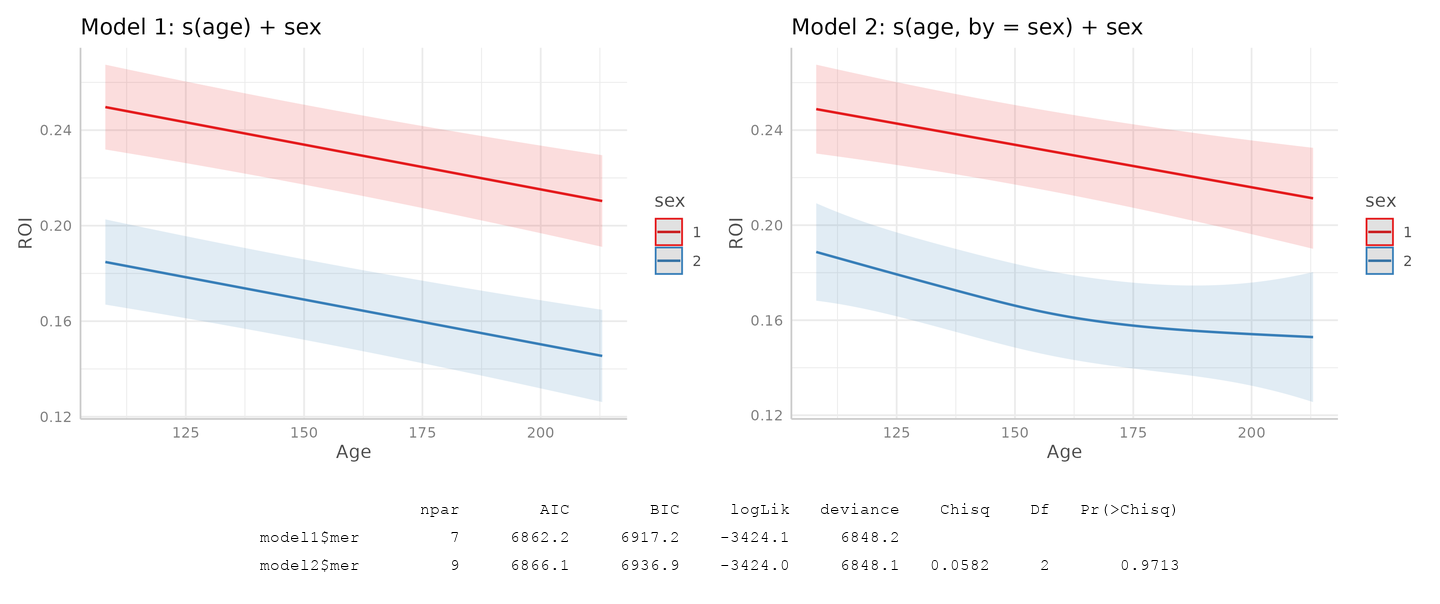 Model 1: s(age) + sex
0.24
0.20
0.16
0.12
ROI
125 150 175 200
Age
sex
1
2
Model 2: s(age, by = sex) + sex
0.24
0.20
0.16
0.12
ROI
125 150 175 200
Age
sex
1
2
npar AIC BIC logLik deviance Chisq Df Pr(>Chisq)
model1$mer 7 6862.2 6917.2 -3424.1 6848.2
model2$mer 9 6866.1 6936.9 -3424.0 6848.1 0.0582 2 0.9713